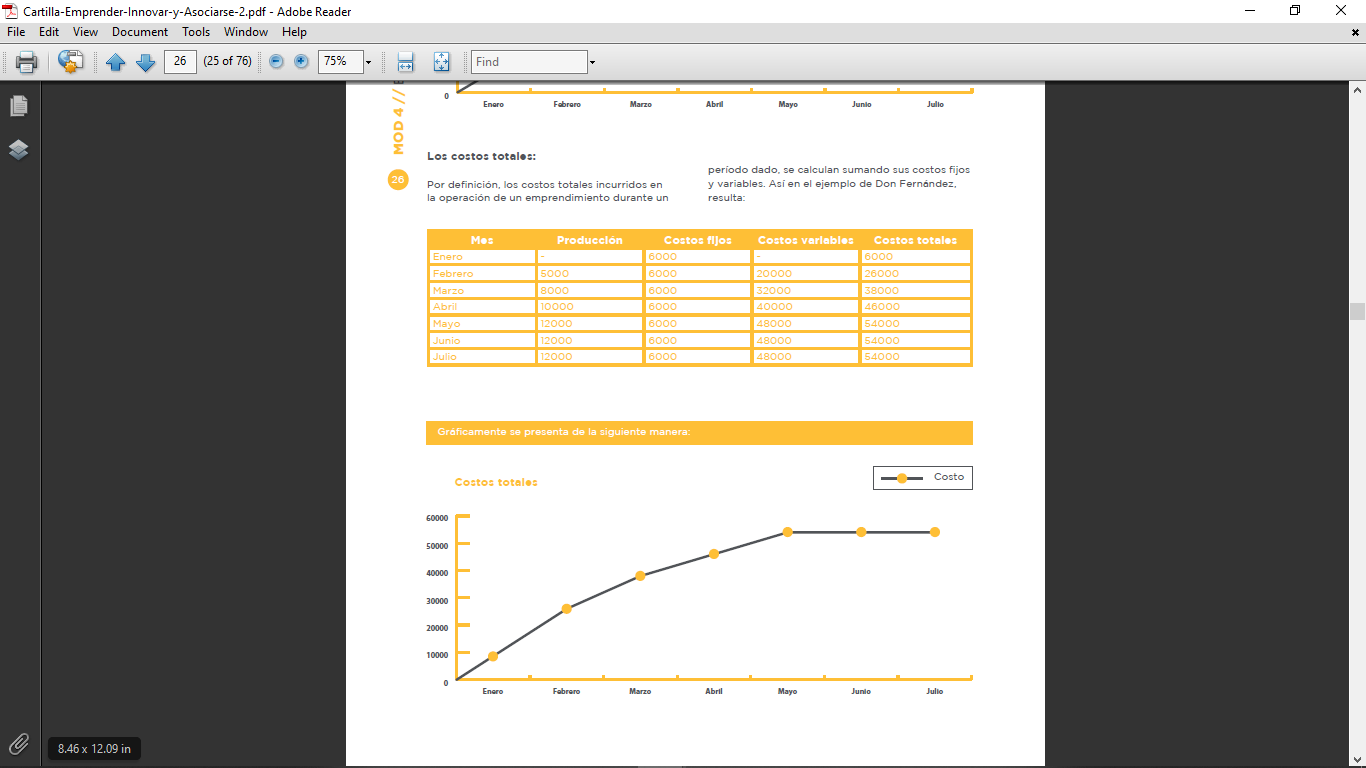 Cartilla-Emprender-Innovar-y-Asociarse-2.pdf - Adobe Reader
File Edit View Document Tools Window Help
26 (25 of 76) 75% Find
0
Enero Febrero Marzo Abril Mayo Junio Julio
MOD 4 //
26
Los costos totales:
Por definición, los costos totales incurridos en
la operación de un emprendimiento durante un
período dado, se calculan sumando sus costos fijos
y variables. Así en el ejemplo de Don Fernández,
resulta:
Mes Producción Costos fijos Costos variables Costos totales
Enero - 6000 - 6000
Febrero 5000 6000 20000 26000
Marzo 8000 6000 32000 38000
Abril 10000 6000 40000 46000
Mayo 12000 6000 48000 54000
Junio 12000 6000 48000 54000
Julio 12000 6000 48000 54000
Gráficamente se presenta de la siguiente manera:
Costos totales
Costo
60000
50000
40000
30000
20000
10000
0
Enero Febrero Marzo Abril Mayo Junio Julio
8.46 x 12.09 in